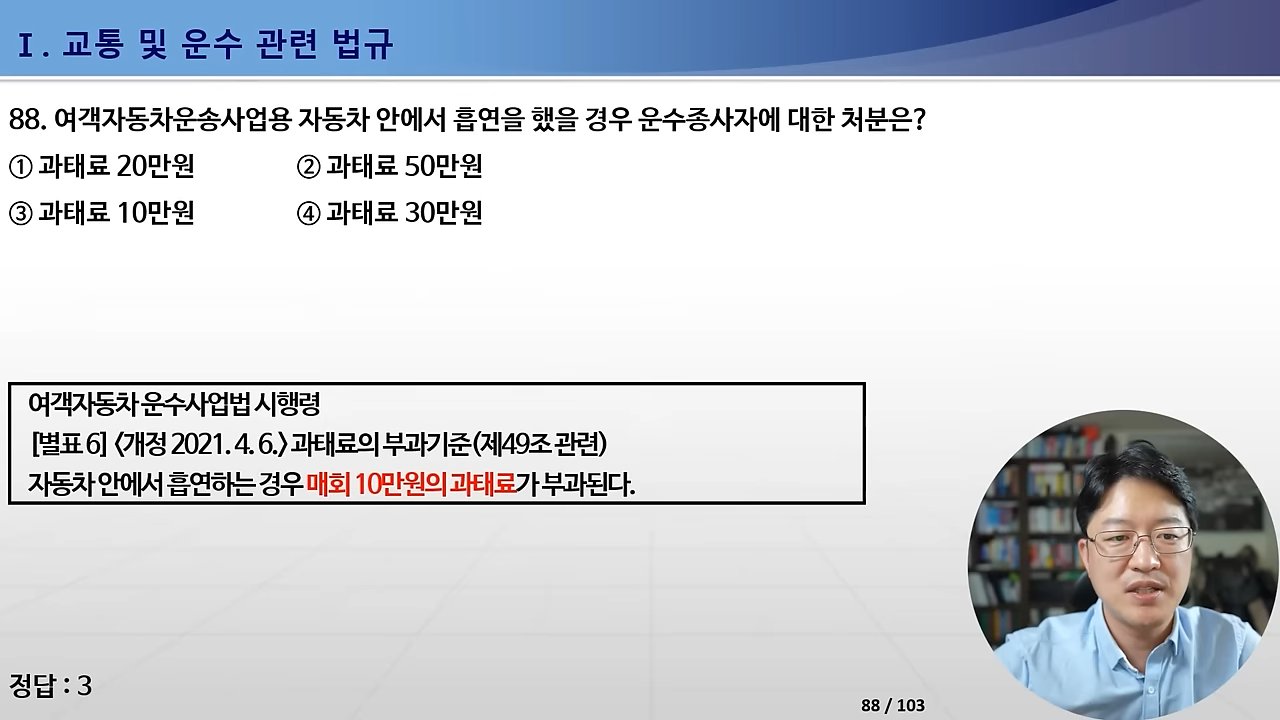 Ⅰ. 교통 및 운수 관련 법규
88. 여객자동차운송사업용 자동차 안에서 흡연을 했을 경우 운수종사자에 대한 처분은?
① 과태료 20만원 ② 과태료 50만원
③ 과태료 10만원 ④ 과태료 30만원
여객자동차 운수사업법 시행령
[별표 6] <개정 2021. 4. 6.> 과태료의 부과기준(제49조 관련)
자동차 안에서 흡연하는 경우 매회 10만원의 과태료가 부과된다.
정답 : 3
88 / 103